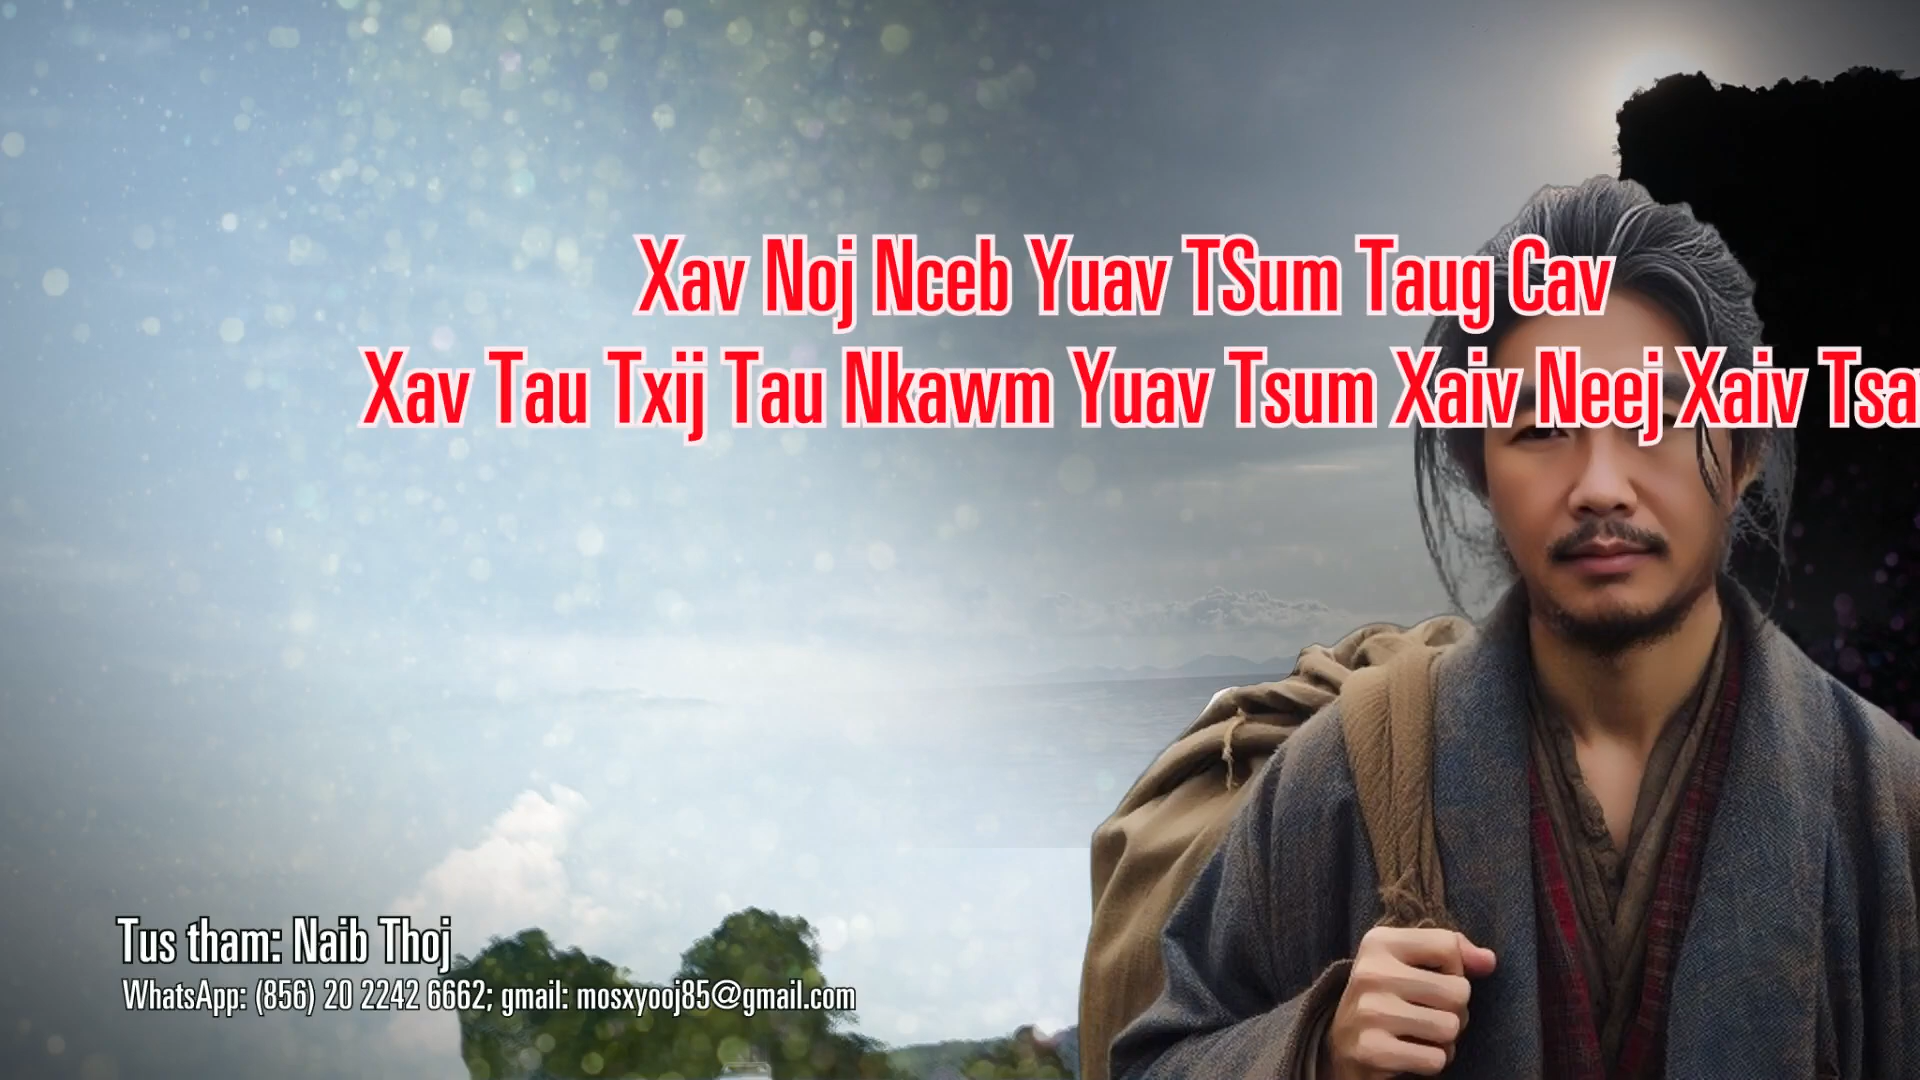 Xav Noj Nceb Yuav TSum Taug Cav
Xav Tau Txij Tau Nkawm Yuav Tsum Xaiv Neej Xaiv
Tus tham: Naib Thoj
WhatsApp: (856) 20 2242 6662; gmail: mosxyooj85@gmail.com